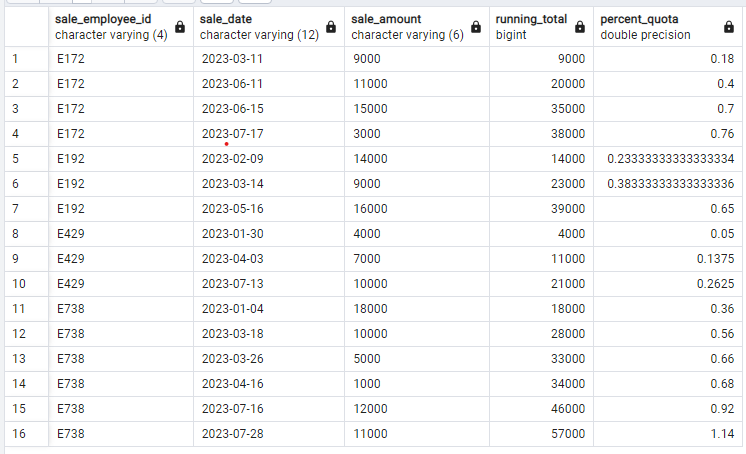 sale_employee_id sale_date sale_amount running_total percent_quota
character varying (4) character varying (12) character varying (6) bigint double precision
1 E172 2023-03-11 9000 9000 0.18
2 E172 2023-06-11 11000 20000 0.4
3 E172 2023-06-15 15000 35000 0.7
4 E172 2023-07-17 3000 38000 0.76
5 E192 2023-02-09 14000 14000 0.23333333333333334
6 E192 2023-03-14 9000 23000 0.38333333333333336
7 E192 2023-05-16 16000 39000 0.65
8 E429 2023-01-30 4000 4000 0.05
9 E429 2023-04-03 7000 11000 0.1375
10 E429 2023-07-13 10000 21000 0.2625
11 E738 2023-01-04 18000 18000 0.36
12 E738 2023-03-18 10000 28000 0.56
13 E738 2023-03-26 5000 33000 0.66
14 E738 2023-04-16 1000 34000 0.68
15 E738 2023-07-16 12000 46000 0.92
16 E738 2023-07-28 11000 57000 1.14